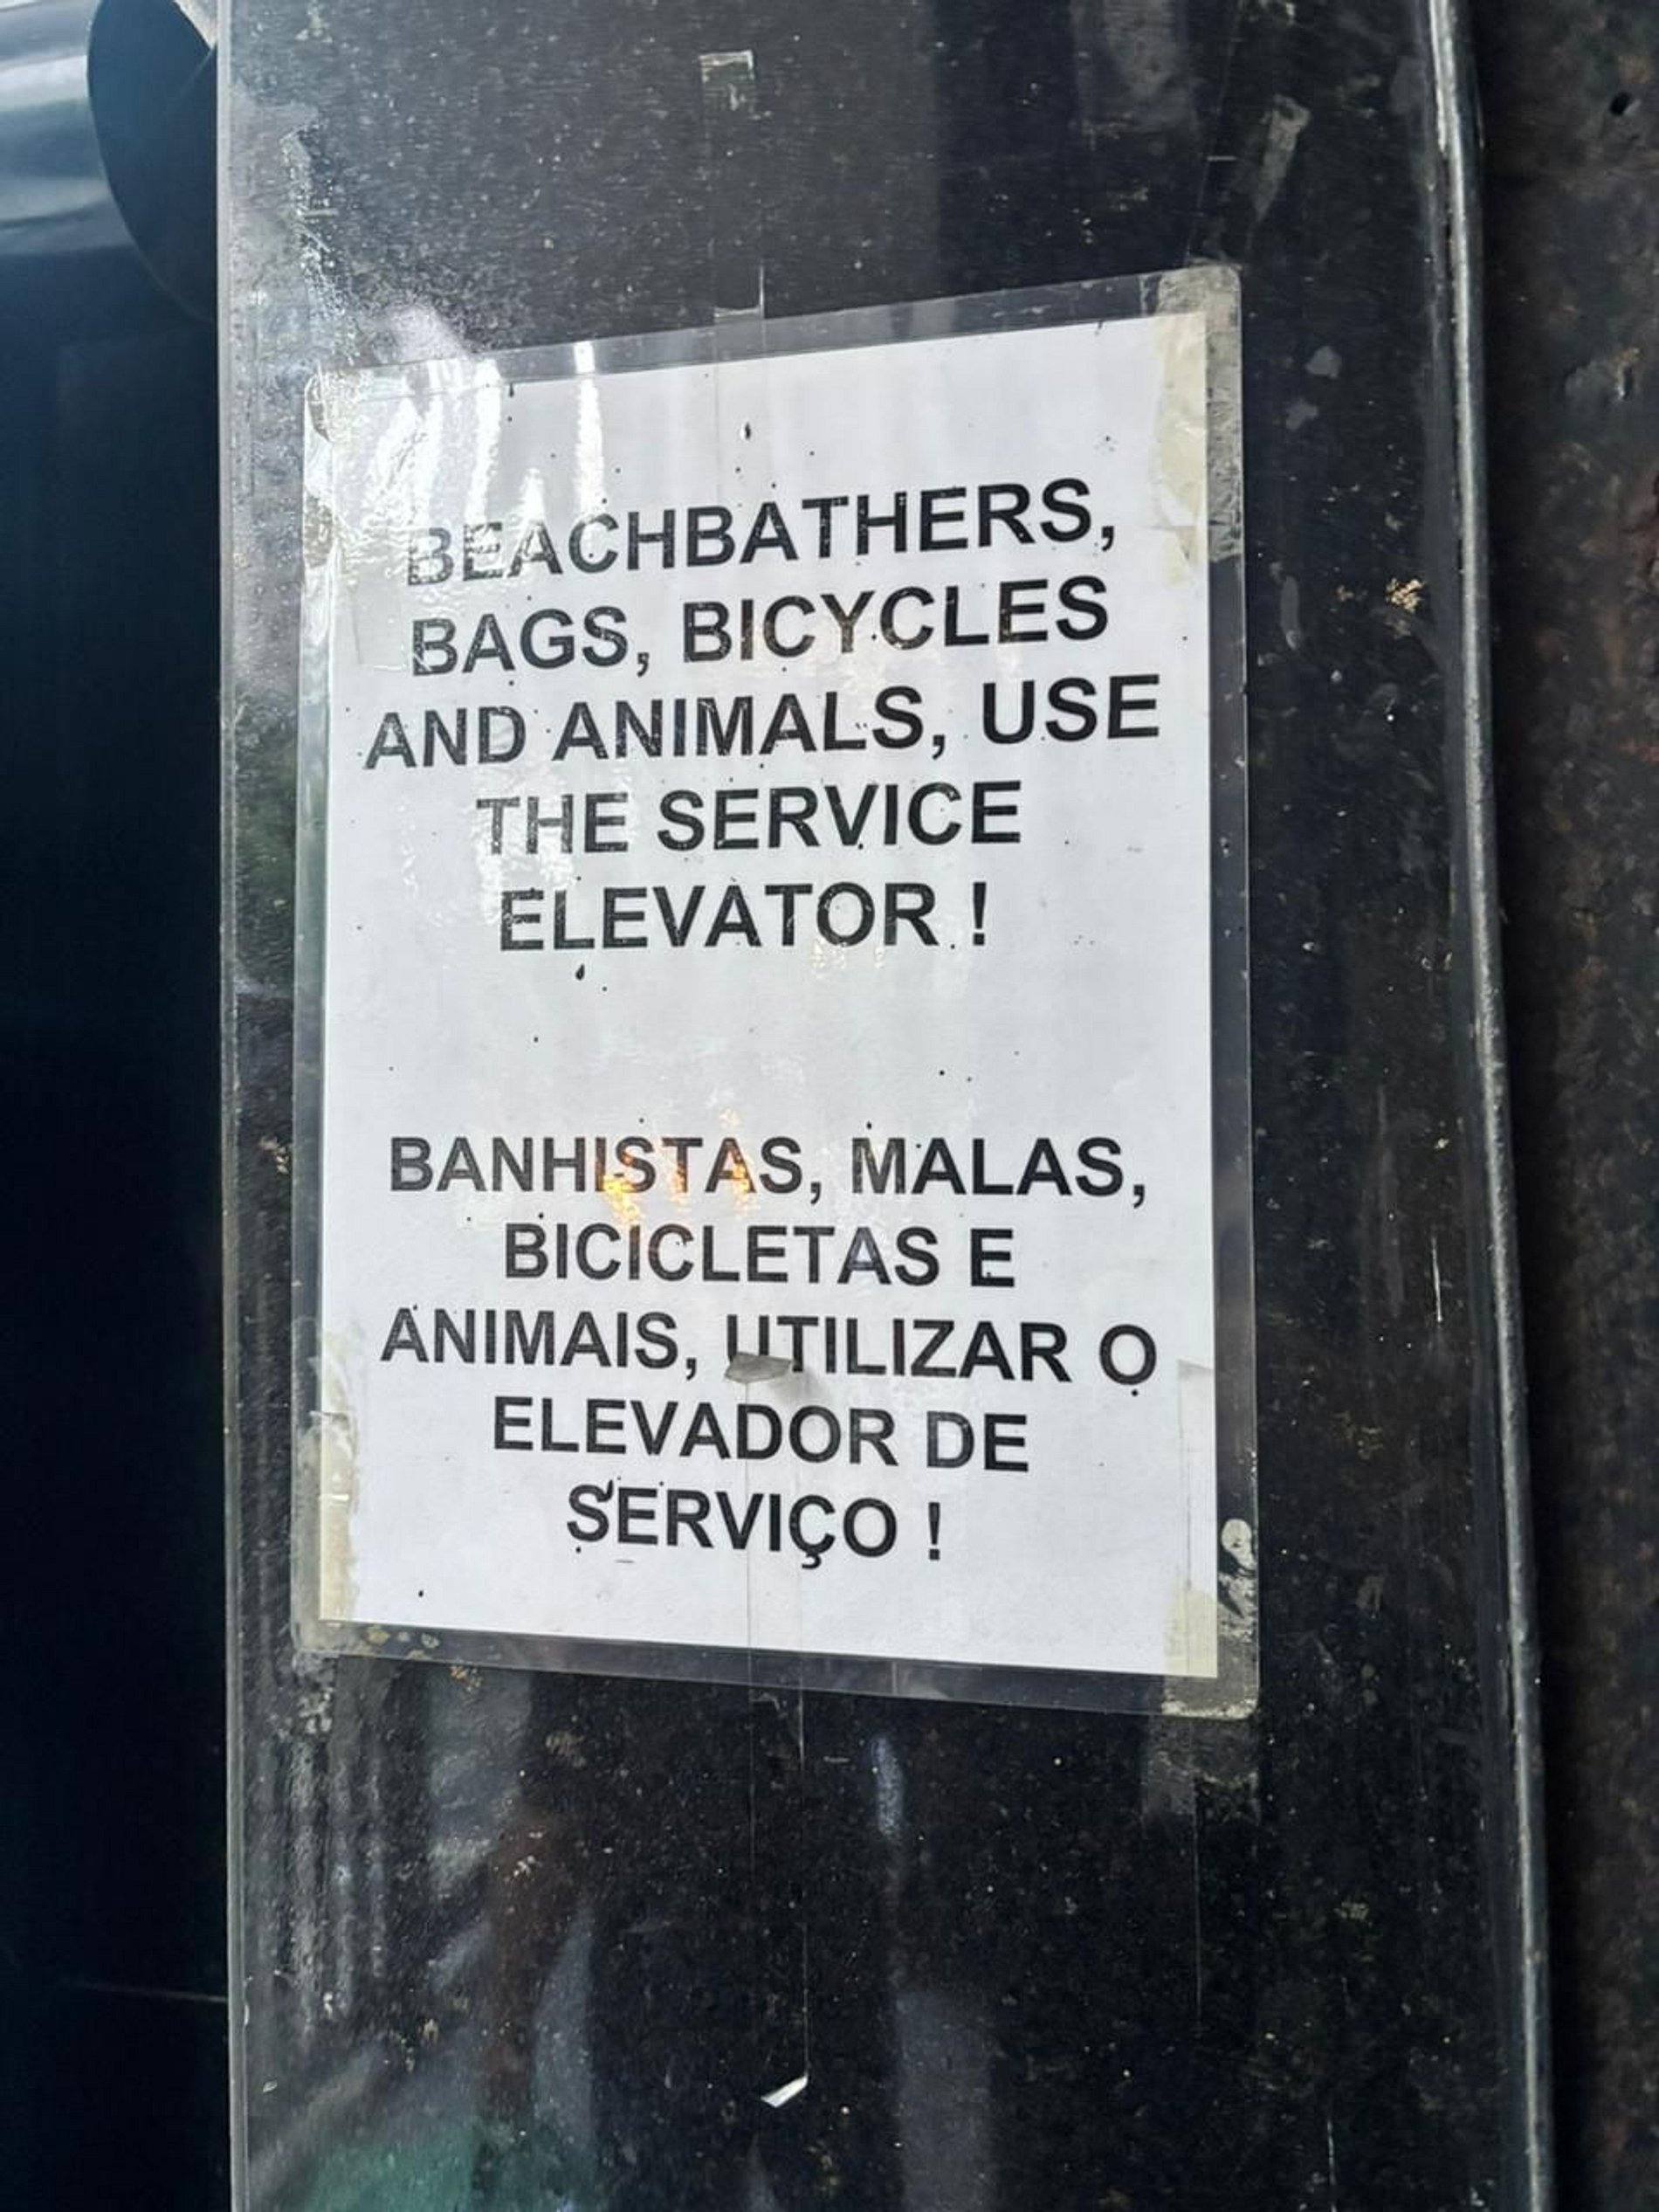 BEACHBATHERS,
BAGS, BICYCLES
AND ANIMALS, USE
THE SERVICE
ELEVATOR !
BANHISTAS, MALAS,
BICICLETAS E
ANIMAIS, UTILIZAR O
ELEVADOR DE
SERVIÇO !